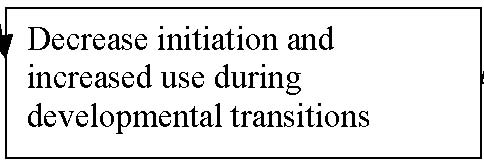 Decrease initiation and
increased use during
developmental transitions